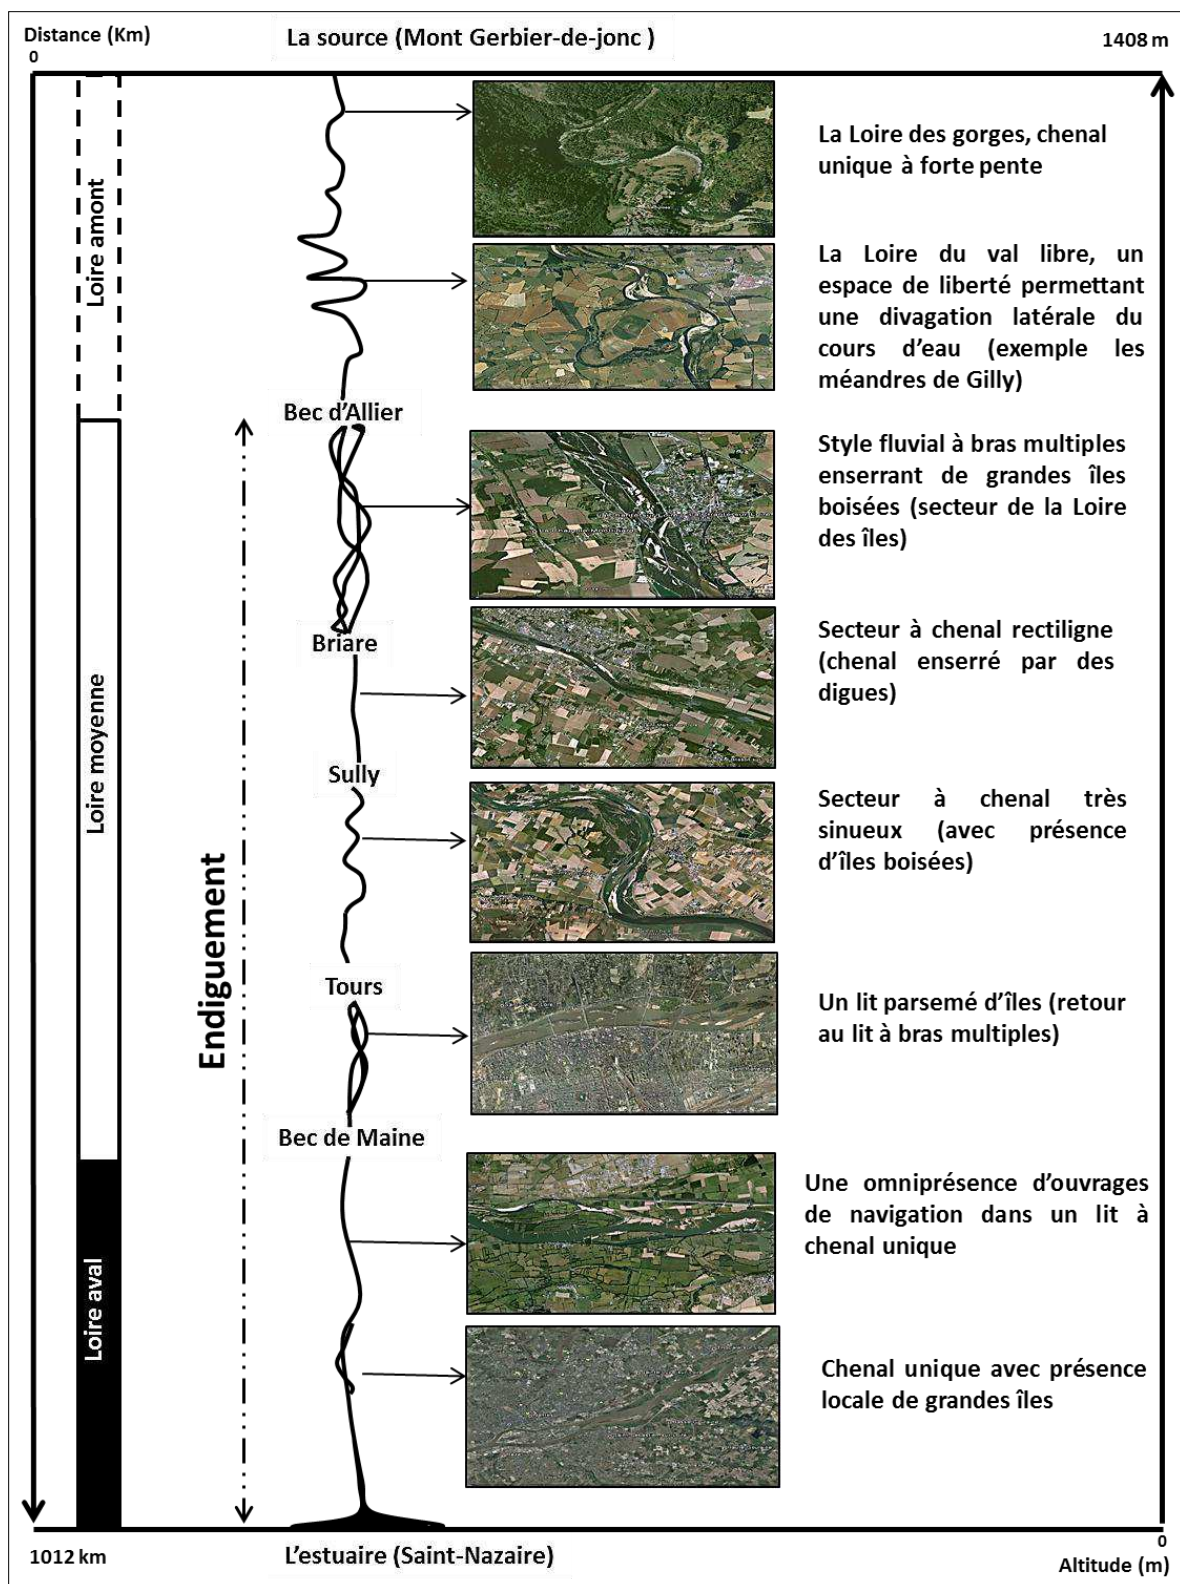 Distance (Km)
La source (Mont Gerbier-de-jonc )
1408 m
0
Loire amont
La Loire des gorges, chenal
unique à forte pente
La Loire du val libre, un
espace de liberté permettant
une divagation latérale du
cours d'eau (exemple les
méandres de Gilly)
Bec d'Allier
Style fluvial à bras multiples
enserrant de grandes îles
boisées (secteur de la Loire
des îles)
Briare
Loire moyenne
Secteur à chenal rectiligne
(chenal enserré par des
digues)
Sully
Endiguement
Secteur à chenal très
sinueux (avec présence
d'îles boisées)
Tours
Un lit parsemé d'îles (retour
au lit à bras multiples)
Bec de Maine
Loire aval
Une omniprésence d'ouvrages
de navigation dans un lit à
chenal unique
Chenal unique avec présence
locale de grandes îles
1012 km
L'estuaire (Saint-Nazaire)
0
Altitude (m)